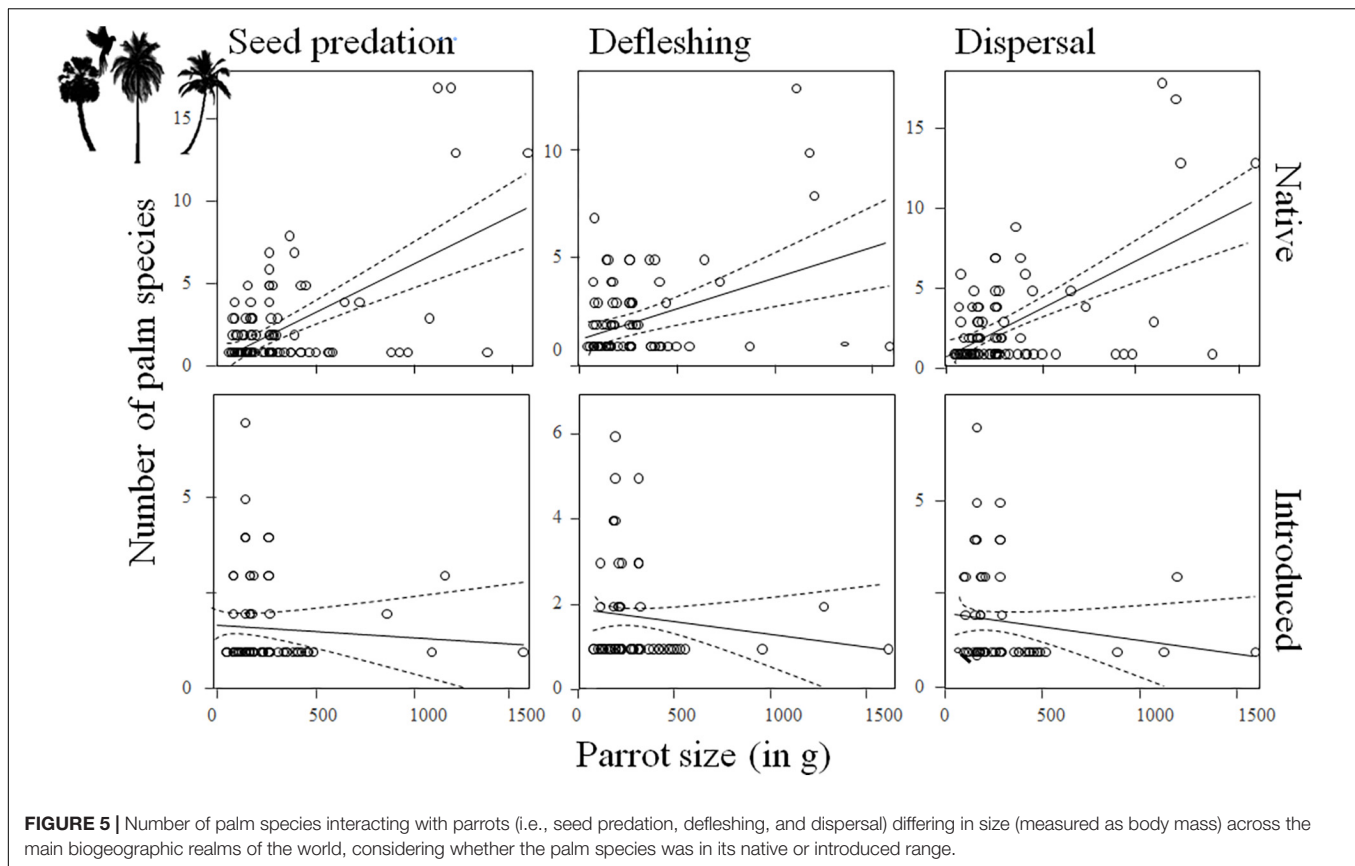 Seed predation
Defleshing
Dispersal
Number of palm species
15
10
5
0
10
5
0
15
10
5
0
Native
5
0
6
4
2
0
5
0
Introduced
0 500 1000 1500
0 500 1000 1500
0 500 1000 1500
Parrot size (in g)
FIGURE 5 | Number of palm species interacting with parrots (i.e., seed predation, defleshing, and dispersal) differing in size (measured as body mass) across the
main biogeographic realms of the world, considering whether the palm species was in its native or introduced range.